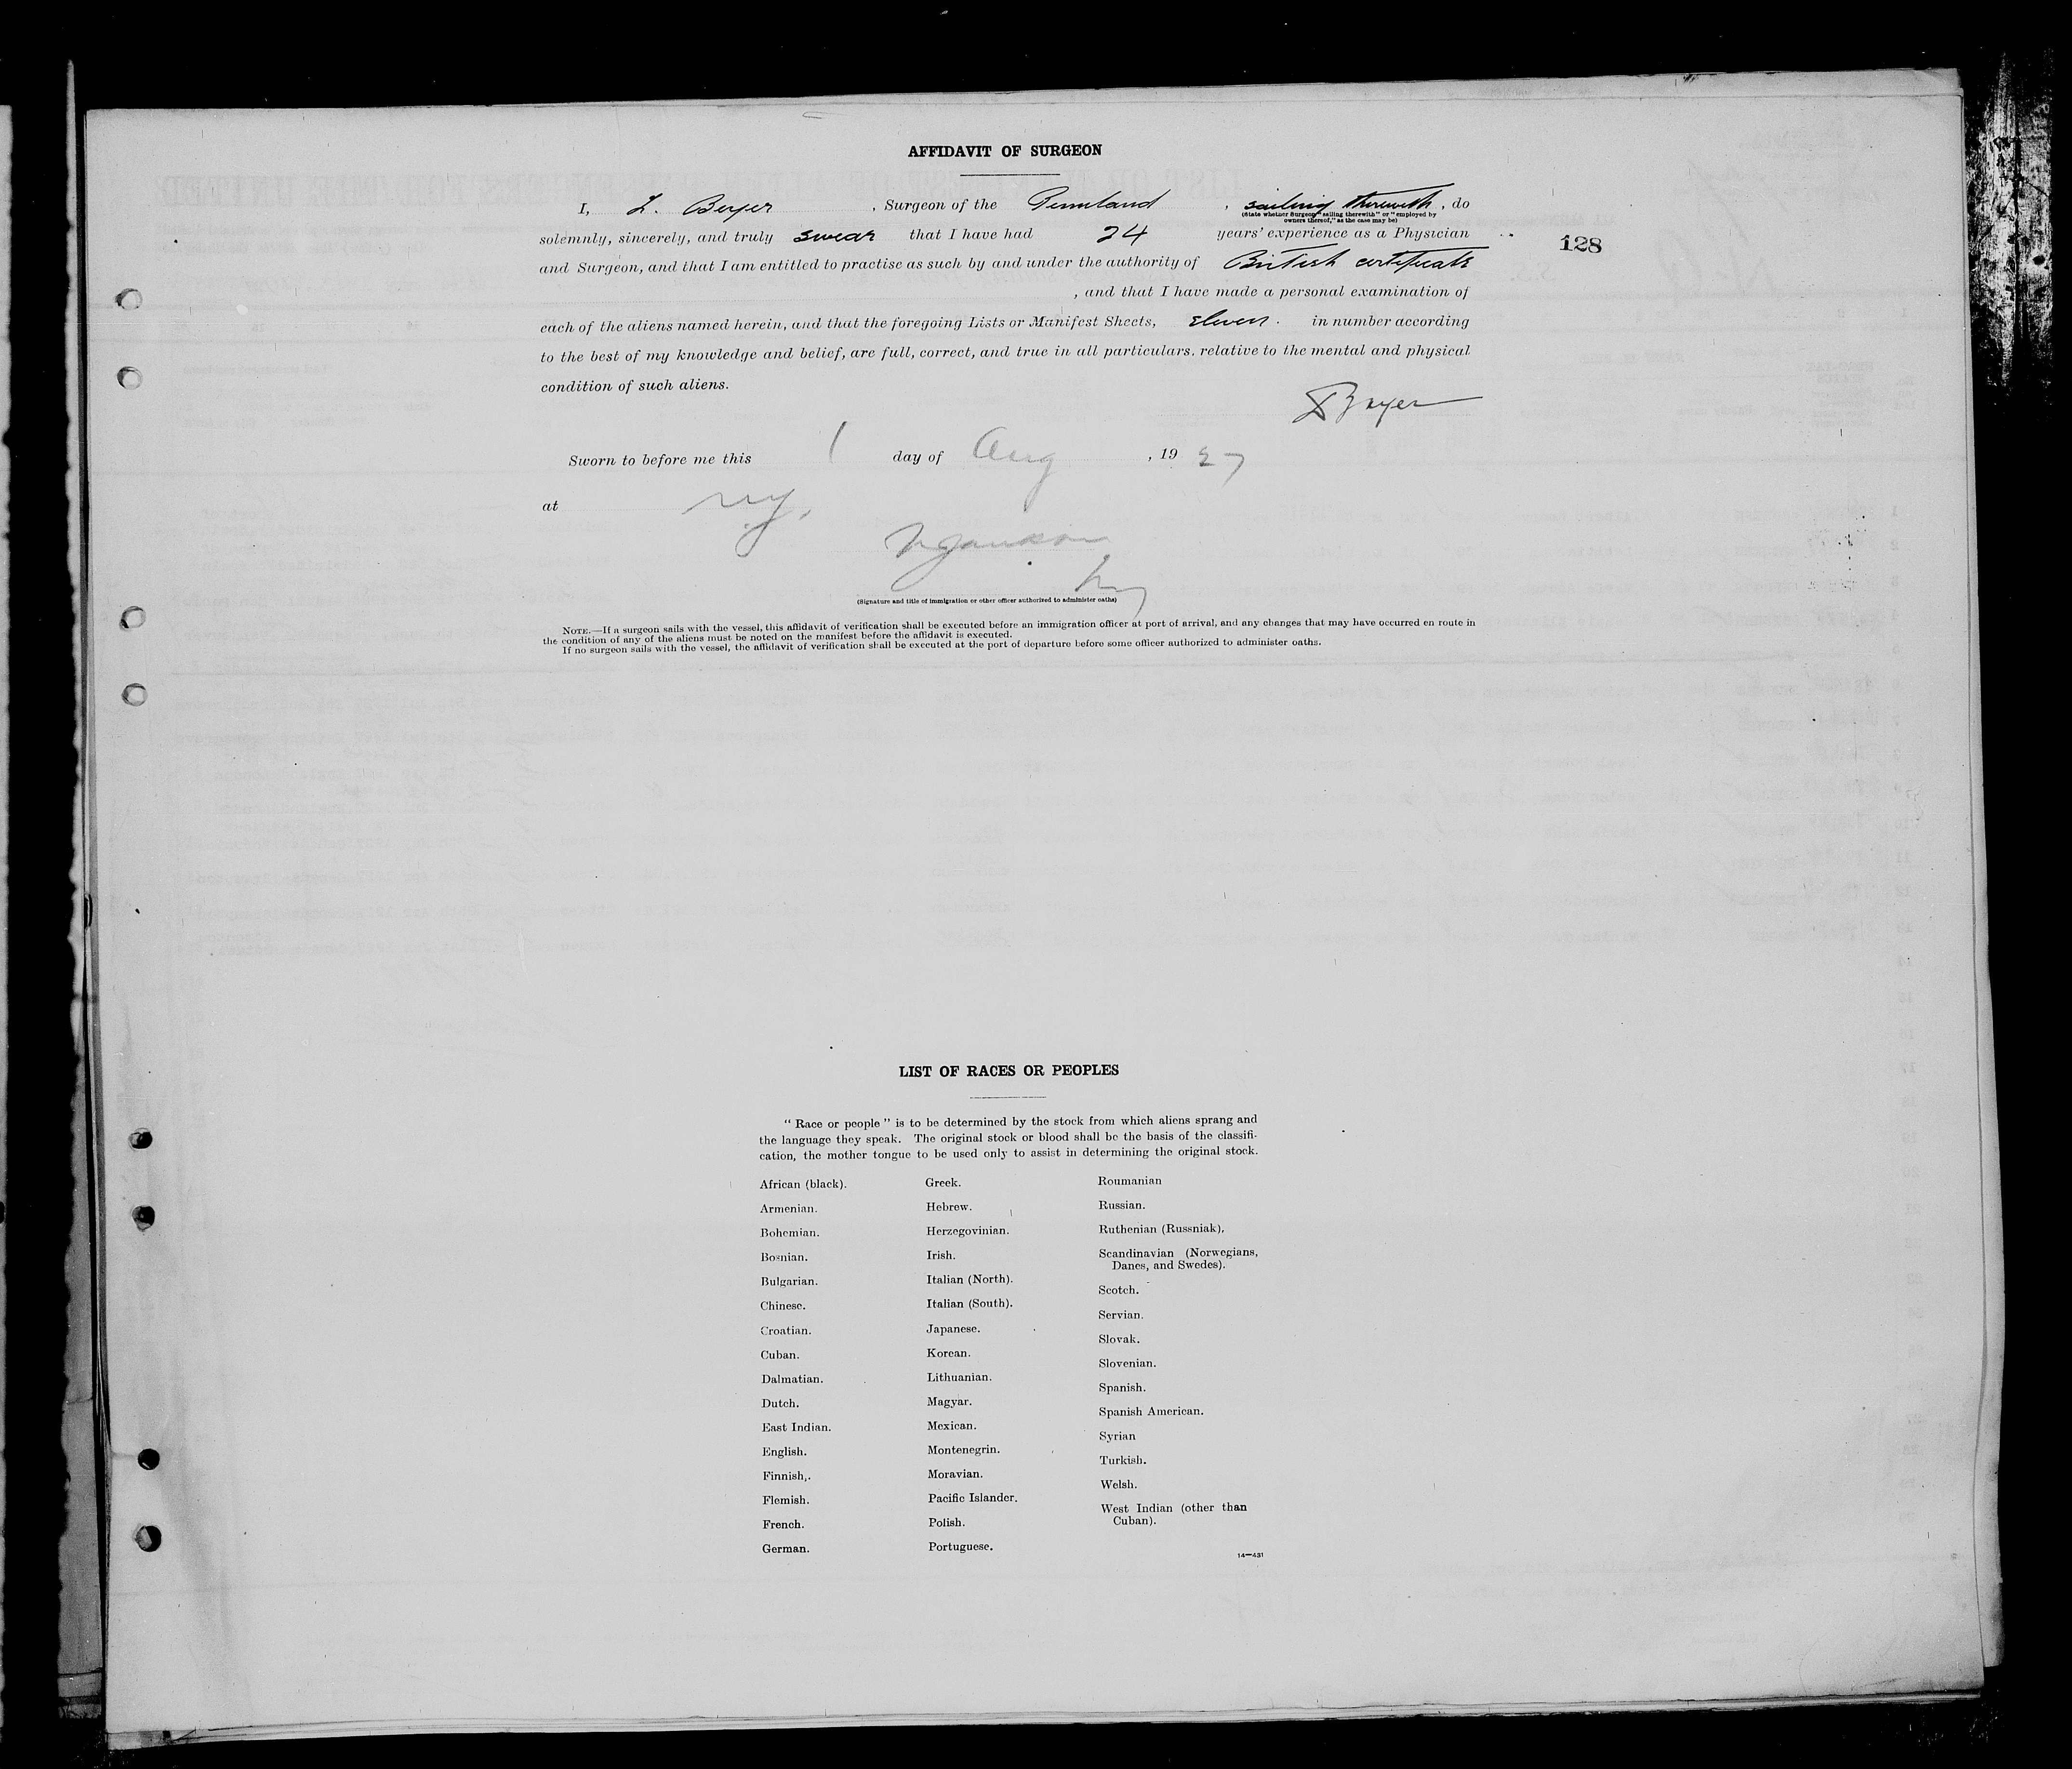 AFFIDAVIT OF SURGEON
I, L. Beyer, Surgeon of the Pennland, sailing therewith, do
(State whether Surgeon "sailing therewith" or "employed by
owners thereof," as the case may be)
solemnly, sincerely, and truly swear that I have had 24 years' experience as a Physician
128
and Surgeon, and that I am entitled to practise as such by and under the authority of British certificate
, and that I have made a personal examination of
each of the aliens named herein, and that the foregoing Lists or Manifest Sheets, eleven. in number according
to the best of my knowledge and belief, are full, correct, and true in all particulars. relative to the mental and physical
condition of such aliens.
LBeyer
Sworn to before me this 1 day of Aug, 1927
at NY.
(Signature and title of immigration or other officer authorized to administer oaths)
NOTE.—If a surgeon sails with the vessel, this affidavit of verification shall be executed before an immigration officer at port of arrival, and any changes that may have occurred en route in
the condition of any of the aliens must be noted on the manifest before the affidavit is executed.
If no surgeon sails with the vessel, the affidavit of verification shall be executed at the port of departure before some officer authorized to administer oaths.
LIST OF RACES OR PEOPLES
" Race or people " is to be determined by the stock from which aliens sprang and
the language they speak. The original stock or blood shall be the basis of the classifi-
cation, the mother tongue to be used only to assist in determining the original stock.
African (black).
Armenian.
Bohemian.
Bosnian.
Bulgarian.
Chinese.
Croatian.
Cuban.
Dalmatian.
Dutch.
East Indian.
English.
Finnish,.
Flemish.
French.
German.
Greek.
Hebrew.
Herzegovinian.
Irish.
Italian (North).
Italian (South).
Japanese.
Korean.
Lithuanian.
Magyar.
Mexican.
Montenegrin.
Moravian.
Pacific Islander.
Polish.
Portuguese.
Roumanian
Russian.
Ruthenian (Russniak),
Scandinavian (Norwegians,
Danes, and Swedes).
Scotch.
Servian.
Slovak.
Slovenian.
Spanish.
Spanish American.
Syrian
Turkish.
Welsh.
West Indian (other than
Cuban).
14—431